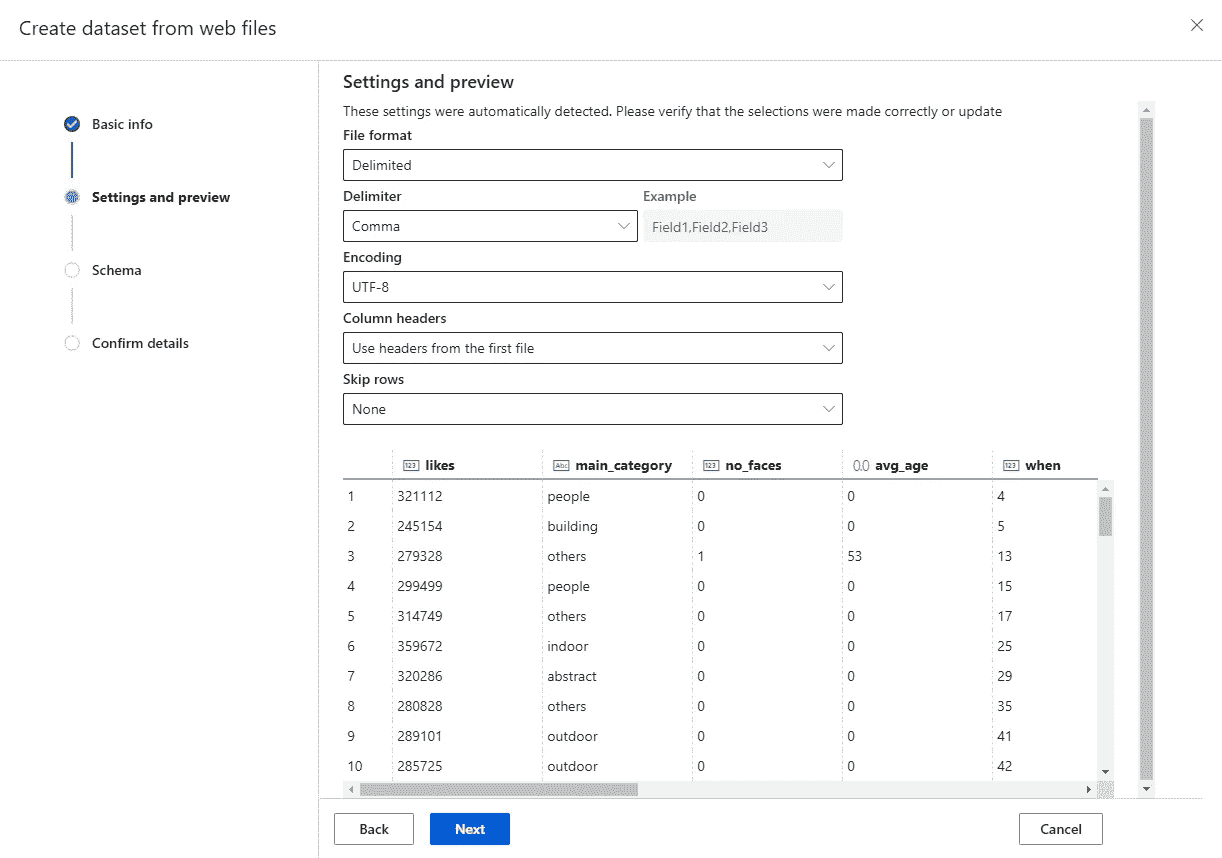 Create dataset from web files
Basic info
Settings and preview
Schema
Confirm details
Settings and preview
These settings were automatically detected. Please verify that the selections were made correctly or update
File format
Delimited
Delimiter Example
Comma Field1,Field2,Field3
Encoding
UTF-8
Column headers
Use headers from the first file
Skip rows
None
123 likes Abc main_category 123 no_faces 0.0 avg_age 123 when
1 321112 people 0 0 4
2 245154 building 0 0 5
3 279328 others 1 53 13
4 299499 people 0 0 15
5 314749 others 0 0 17
6 359672 indoor 0 0 25
7 320286 abstract 0 0 29
8 280828 others 0 0 35
9 289101 outdoor 0 0 41
10 285725 outdoor 0 0 42
Back Next Cancel